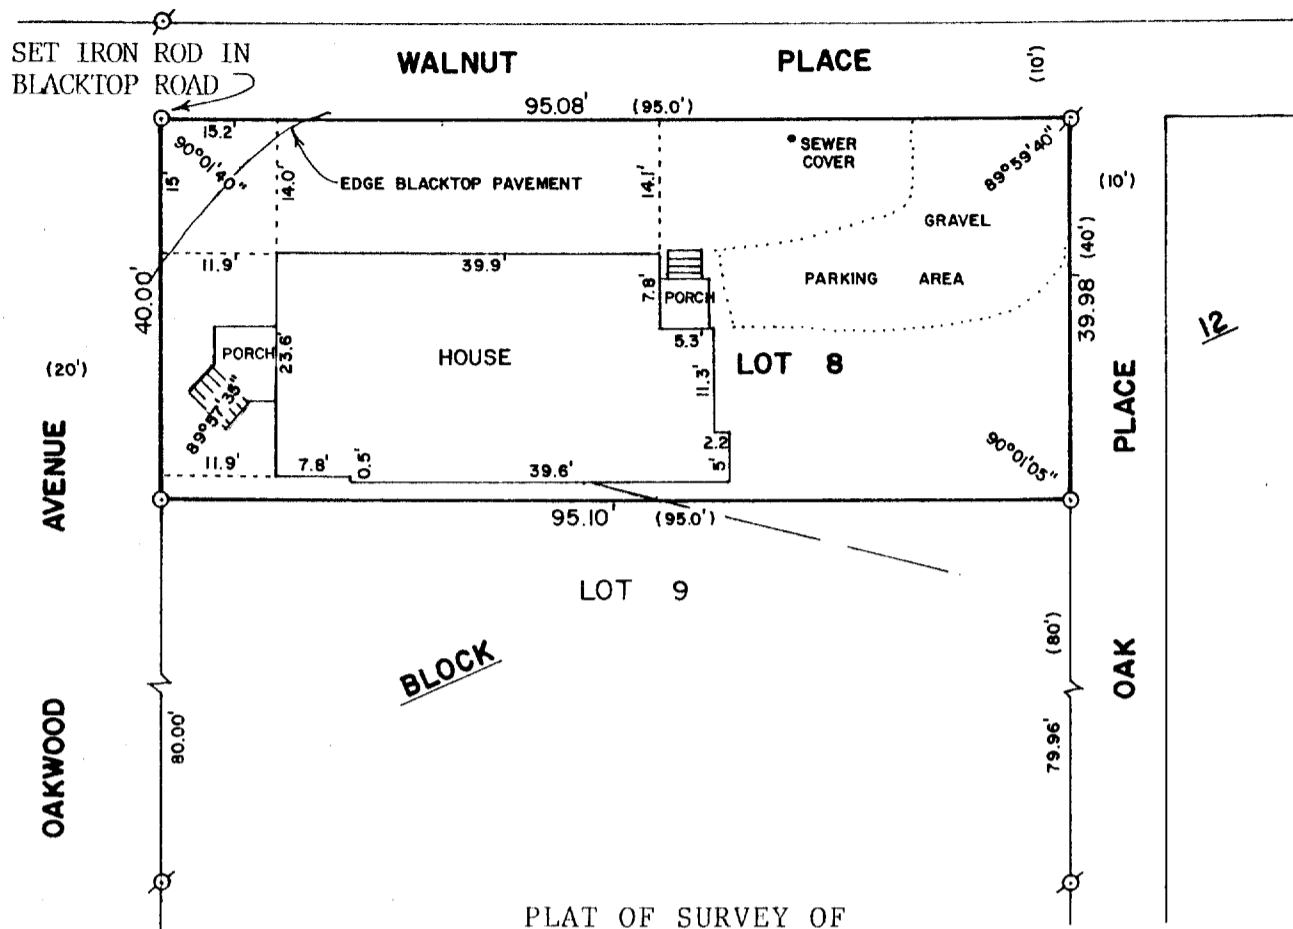 SET IRON ROD IN
BLACKTOP ROAD
WALNUT PLACE
(10')
95.08' (95.0')
15.2'
90°01'40"
15'
14.0'
EDGE BLACKTOP PAVEMENT
14.1'
SEWER
COVER
89°59'40"
(10')
GRAVEL
PARKING AREA
11.9'
39.9'
7.8'
PORCH
40.00'
39.98' (40')
12
(20')
PORCH
23.6'
HOUSE
5.3'
11.3'
LOT 8
89°57'35"
2.2
5'
90°01'05"
11.9'
7.8'
0.5'
39.6'
95.10' (95.0')
LOT 9
BLOCK
OAKWOOD AVENUE
OAK PLACE
80.00'
(80')
79.96'
PLAT OF SURVEY OF